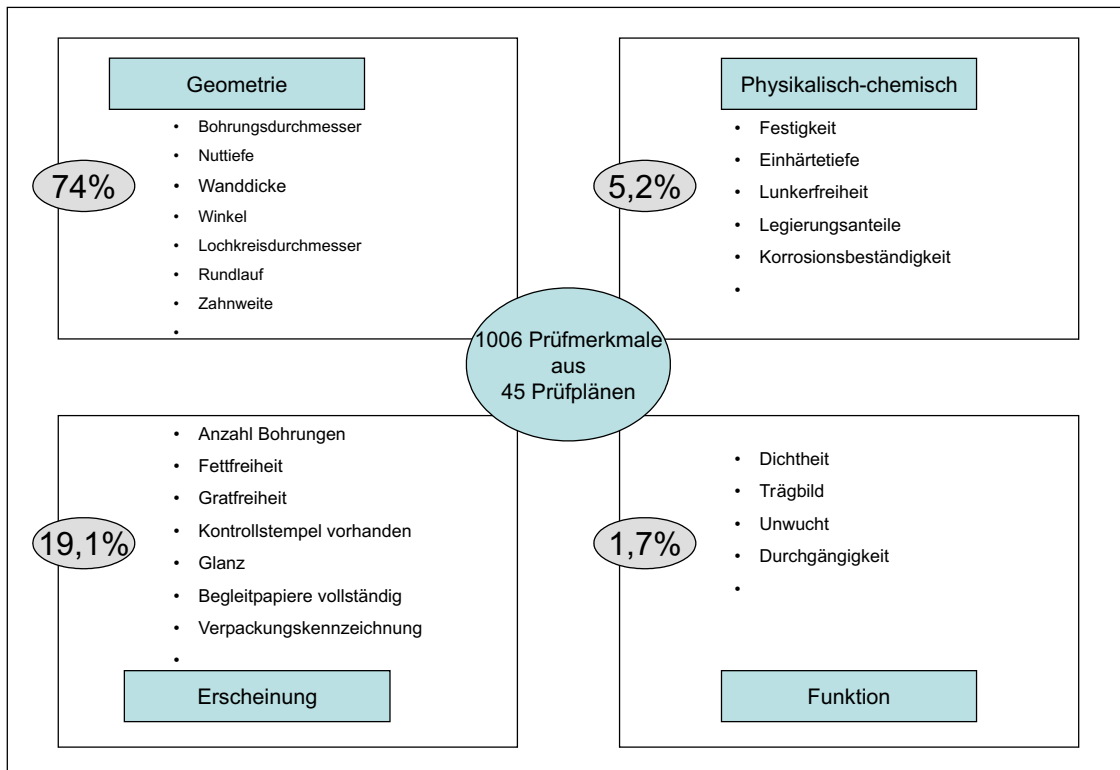 Geometrie
• Bohrungsdurchmesser
• Nuttiefe
• Wanddicke
• Winkel
• Lochkreisdurchmesser
• Rundlauf
• Zahnweite
•
74%
Physikalisch-chemisch
• Festigkeit
• Einhärtetiefe
• Lunkerfreiheit
• Legierungsanteile
• Korrosionsbeständigkeit
•
5,2%
1006 Prüfmerkmale
aus
45 Prüfplänen
• Anzahl Bohrungen
• Fettfreiheit
• Gratfreiheit
• Kontrollstempel vorhanden
• Glanz
• Begleitpapiere vollständig
• Verpackungskennzeichnung
•
19,1%
Erscheinung
• Dichtheit
• Trägbild
• Unwucht
• Durchgängigkeit
•
1,7%
Funktion